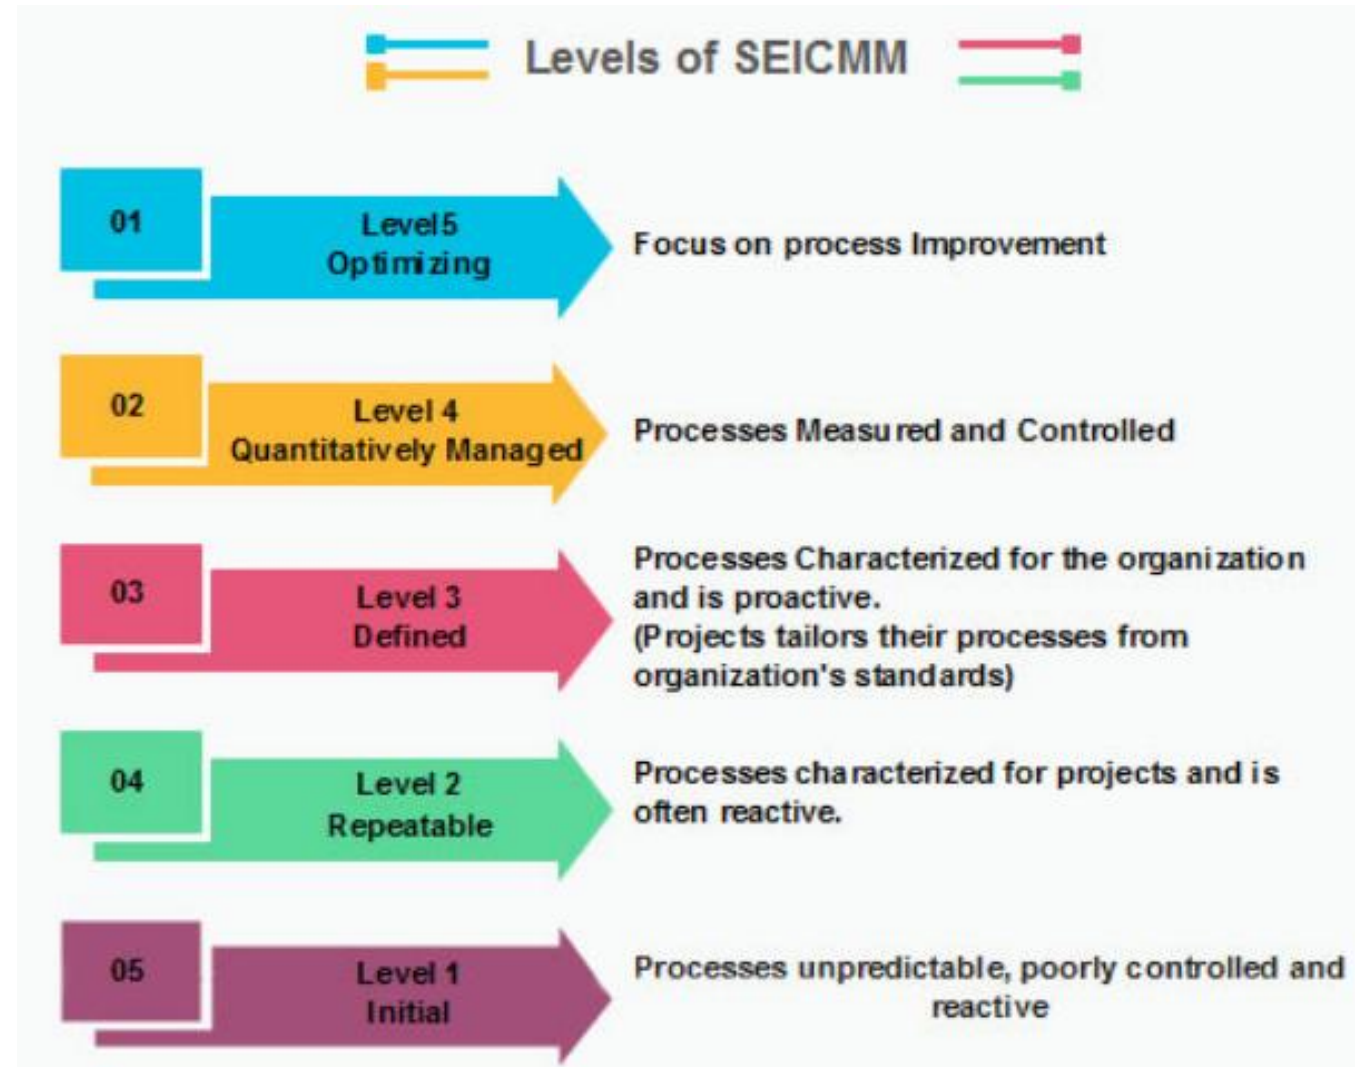 Levels of SEICMM
01
Level5
Optimizing
Focus on process Improvement
02
Level 4
Quantitatively Managed
Processes Measured and Controlled
03
Level 3
Defined
Processes Characterized for the organization
and is proactive.
(Projects tailors their processes from
organization's standards)
04
Level 2
Repeatable
Processes characterized for projects and is
often reactive.
05
Level 1
Initial
Processes unpredictable, poorly controlled and
reactive